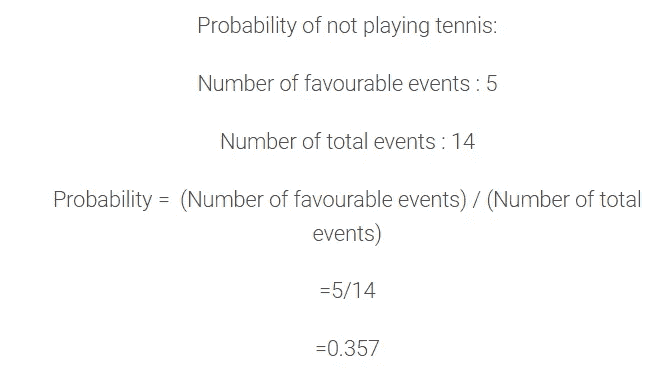 Probability of not playing tennis:
Number of favourable events : 5
Number of total events : 14
Probability =  (Number of favourable events) / (Number of total
events)
=5/14
=0.357